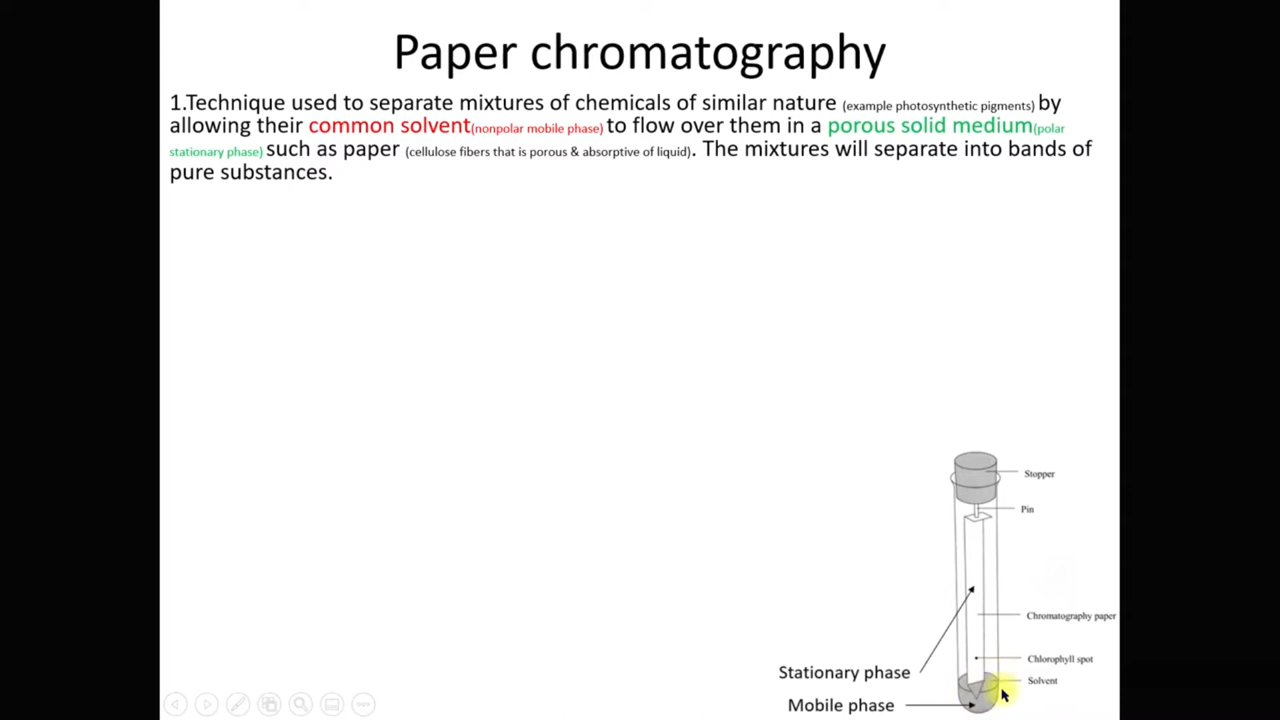 Paper chromatography
1.Technique used to separate mixtures of chemicals of similar nature (example photosynthetic pigments) by
allowing their common solvent(nonpolar mobile phase) to flow over them in a porous solid medium(polar
stationary phase) such as paper (cellulose fibers that is porous & absorptive of liquid). The mixtures will separate into bands of
pure substances.
Stopper
Pin
Chromatography paper
Chlorophyll spot
Stationary phase
Solvent
Mobile phase